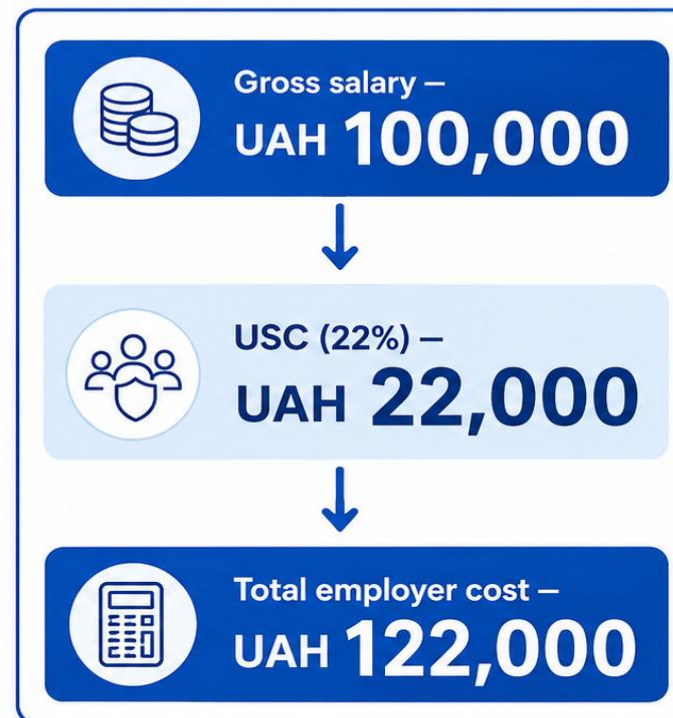 Gross salary –
UAH 100,000
USC (22%) –
UAH 22,000
Total employer cost –
UAH 122,000